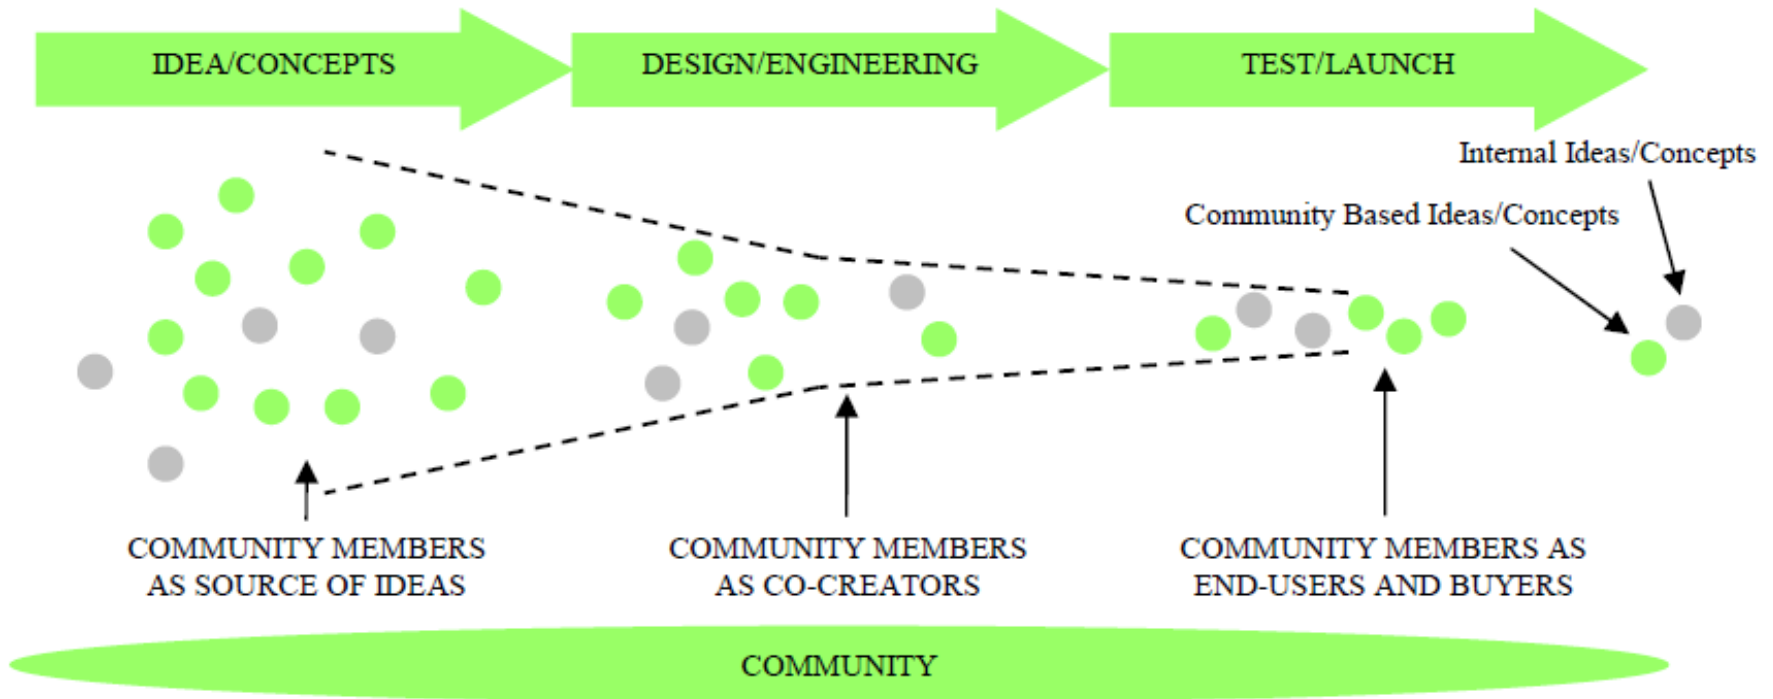 IDEA/CONCEPTS
DESIGN/ENGINEERING
TEST/LAUNCH
Internal Ideas/Concepts
Community Based Ideas/Concepts
COMMUNITY MEMBERS
AS SOURCE OF IDEAS
COMMUNITY MEMBERS
AS CO-CREATORS
COMMUNITY MEMBERS AS
END-USERS AND BUYERS
COMMUNITY